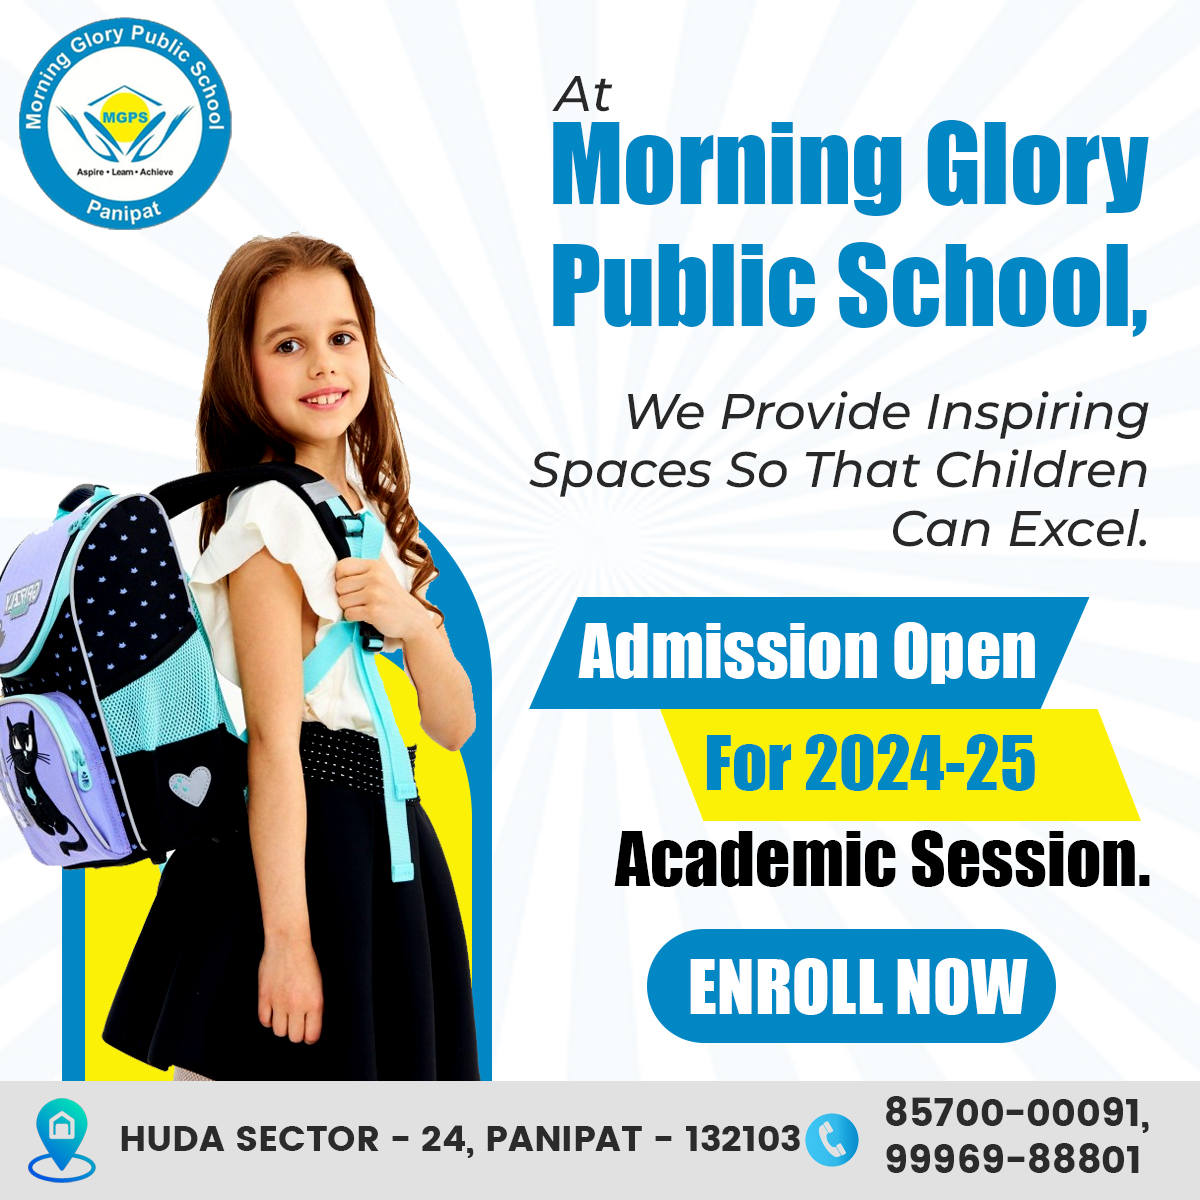 Morning Glory Public School
MGPS
Aspire • Learn • Achieve
Panipat
At
Morning Glory
Public School,
We Provide Inspiring
Spaces So That Children
Can Excel.
Admission Open
For 2024-25
Academic Session.
ENROLL NOW
HUDA SECTOR - 24, PANIPAT - 132103
85700-00091,
99969-88801